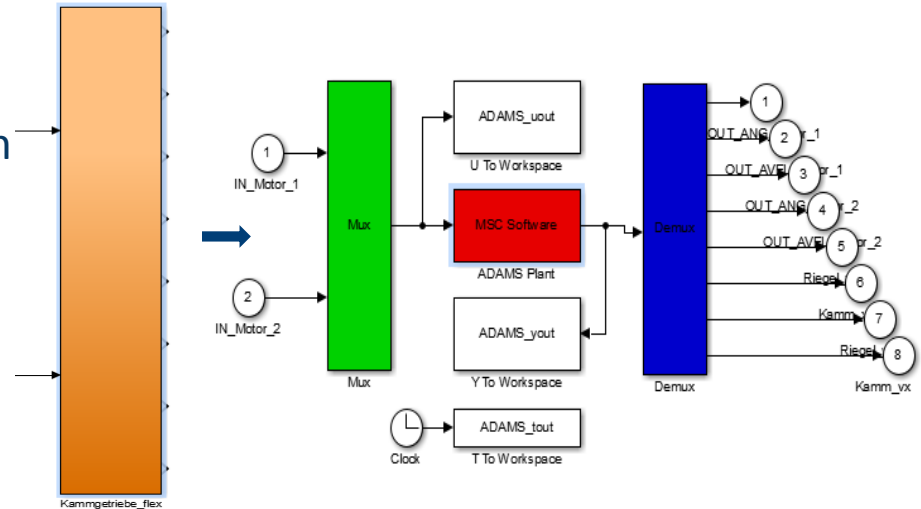 n
Kammgetriebe_flex
1
IN_Motor_1
2
IN_Motor_2
Mux
Mux
ADAMS_uout
U To Workspace
MSC Software
ADAMS Plant
ADAMS_yout
Y To Workspace
Clock
ADAMS_tout
T To Workspace
Demux
Demux
1
2
3
4
5
6
7
8
Kamm_vx